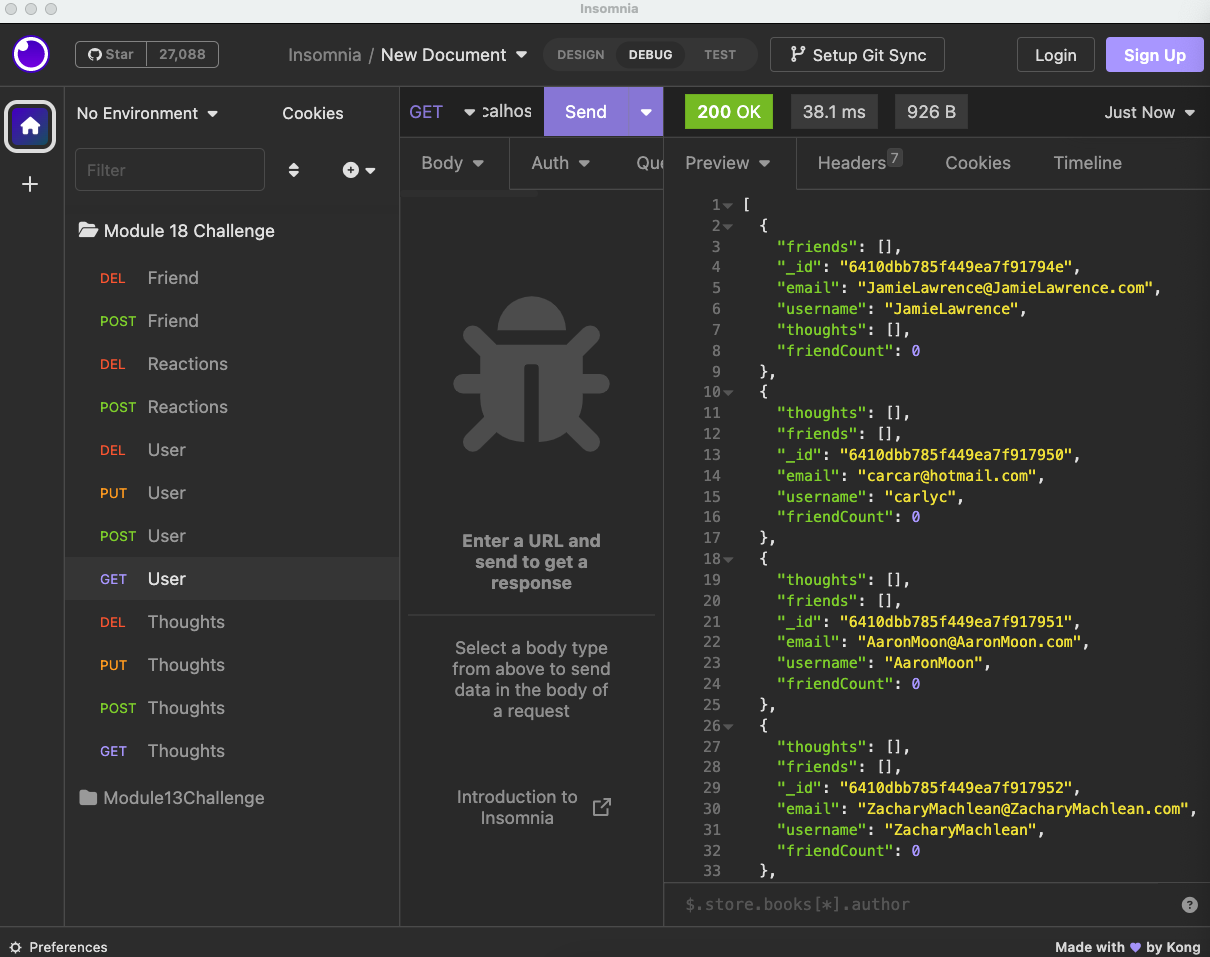 Insomnia
Star 27,088 Insomnia / New Document DESIGN DEBUG TEST Setup Git Sync Login Sign Up
No Environment Cookies
Filter
Module 18 Challenge
DEL Friend
POST Friend
DEL Reactions
POST Reactions
DEL User
PUT User
POST User
GET User
DEL Thoughts
PUT Thoughts
POST Thoughts
GET Thoughts
Module13Challenge
GET calhos Send
Body Auth Que
Enter a URL and
send to get a
response
Select a body type
from above to send
data in the body of
a request
Introduction to
Insomnia
200 OK 38.1 ms 926 B Just Now
Preview Headers 7 Cookies Timeline
1 [
2 {
3 "friends": [],
4 "_id": "6410dbb785f449ea7f91794e",
5 "email": "JamieLawrence@JamieLawrence.com",
6 "username": "JamieLawrence",
7 "thoughts": [],
8 "friendCount": 0
9 },
10 {
11 "thoughts": [],
12 "friends": [],
13 "_id": "6410dbb785f449ea7f917950",
14 "email": "carcar@hotmail.com",
15 "username": "carlyc",
16 "friendCount": 0
17 },
18 {
19 "thoughts": [],
20 "friends": [],
21 "_id": "6410dbb785f449ea7f917951",
22 "email": "AaronMoon@AaronMoon.com",
23 "username": "AaronMoon",
24 "friendCount": 0
25 },
26 {
27 "thoughts": [],
28 "friends": [],
29 "_id": "6410dbb785f449ea7f917952",
30 "email": "ZacharyMachlean@ZacharyMachlean.com",
31 "username": "ZacharyMachlean",
32 "friendCount": 0
33 },
$.store.books[*].author
Preferences Made with ♥ by Kong